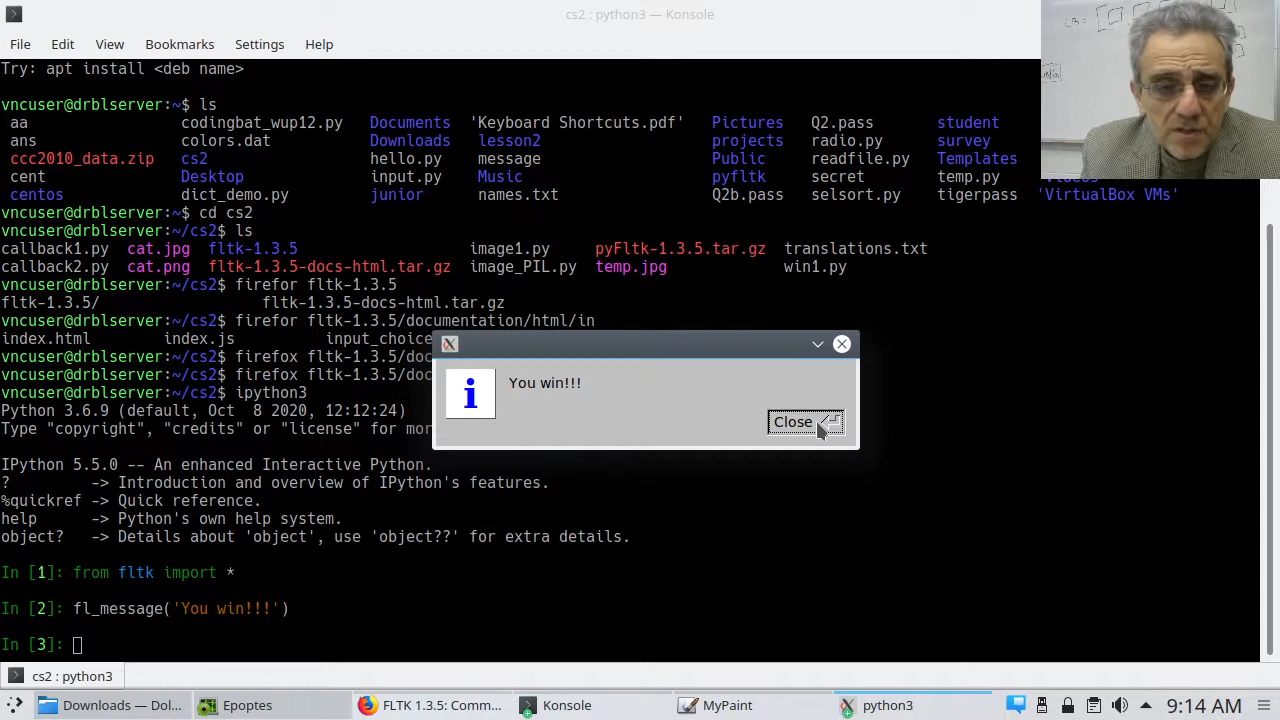 cs2 : python3 — Konsole
File Edit View Bookmarks Settings Help
Try: apt install <deb name>
vncuser@drblserver:~$ ls
aa codingbat_wup12.py Documents 'Keyboard Shortcuts.pdf' Pictures Q2.pass student
ans colors.dat Downloads lesson2 projects radio.py survey
ccc2010_data.zip cs2 hello.py message Public readfile.py Templates
cent Desktop input.py Music pyfltk secret temp.py
centos dict_demo.py junior names.txt Q2b.pass selsort.py tigerpass 'VirtualBox VMs'
vncuser@drblserver:~$ cd cs2
vncuser@drblserver:~/cs2$ ls
callback1.py cat.jpg fltk-1.3.5 image1.py pyFltk-1.3.5.tar.gz translations.txt
callback2.py cat.png fltk-1.3.5-docs-html.tar.gz image_PIL.py temp.jpg win1.py
vncuser@drblserver:~/cs2$ firefor fltk-1.3.5
fltk-1.3.5/ fltk-1.3.5-docs-html.tar.gz
vncuser@drblserver:~/cs2$ firefor fltk-1.3.5/documentation/html/in
index.html index.js input_choice
vncuser@drblserver:~/cs2$ firefox fltk-1.3.5/doc
vncuser@drblserver:~/cs2$ firefox fltk-1.3.5/doc
vncuser@drblserver:~/cs2$ ipython3
Python 3.6.9 (default, Oct 8 2020, 12:12:24)
Type "copyright", "credits" or "license" for mor
You win!!!
Close
IPython 5.5.0 -- An enhanced Interactive Python.
? -> Introduction and overview of IPython's features.
%quickref -> Quick reference.
help -> Python's own help system.
object? -> Details about 'object', use 'object??' for extra details.
In [1]: from fltk import *
In [2]: fl_message('You win!!!')
In [3]:
cs2 : python3
Downloads — Dol... Epoptes FLTK 1.3.5: Comm... Konsole MyPaint python3 9:14 AM